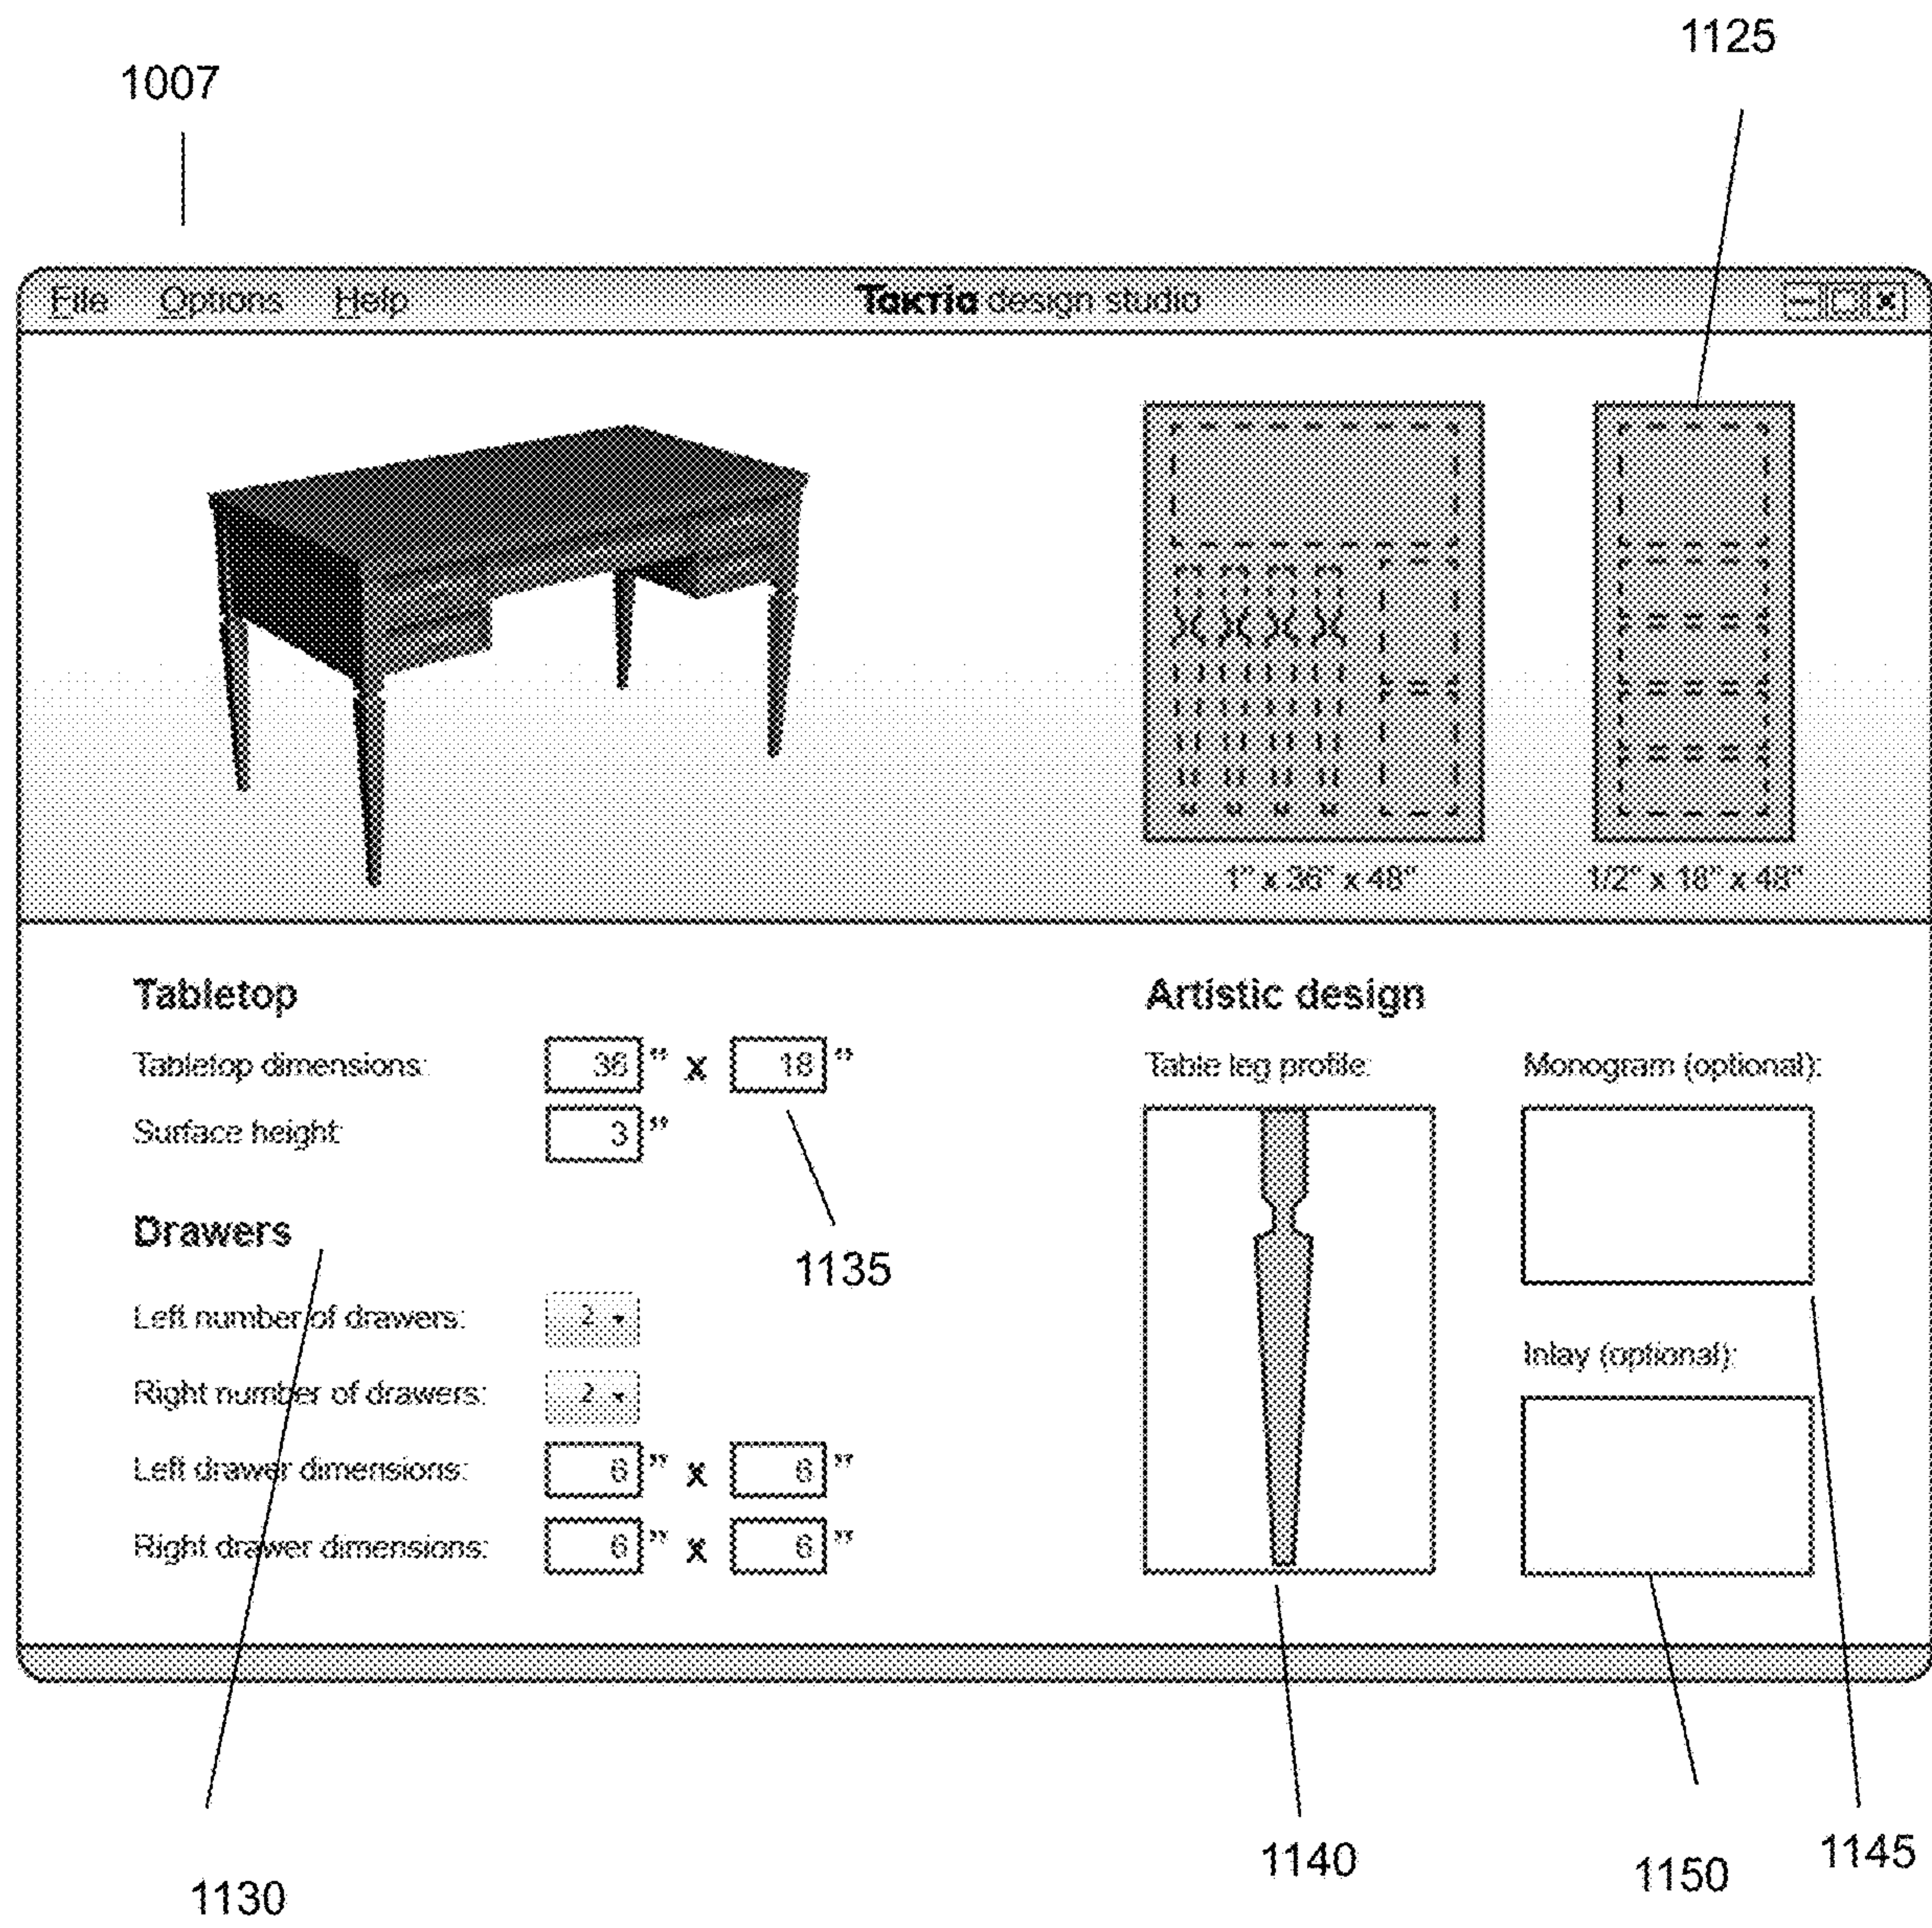 1125
1007
File Options Help Taктia design studio
1" x 36" x 48" 1/2" x 18" x 48"
Tabletop
Tabletop dimensions: 36 " x 18 "
Surface height: 3 "
1135
Drawers
Left number of drawers: 2
Right number of drawers: 2
Left drawer dimensions: 6 " x 6 "
Right drawer dimensions: 6 " x 6 "
Artistic design
Table leg profile: Monogram (optional):
Inlay (optional):
1130
1140
1150
1145